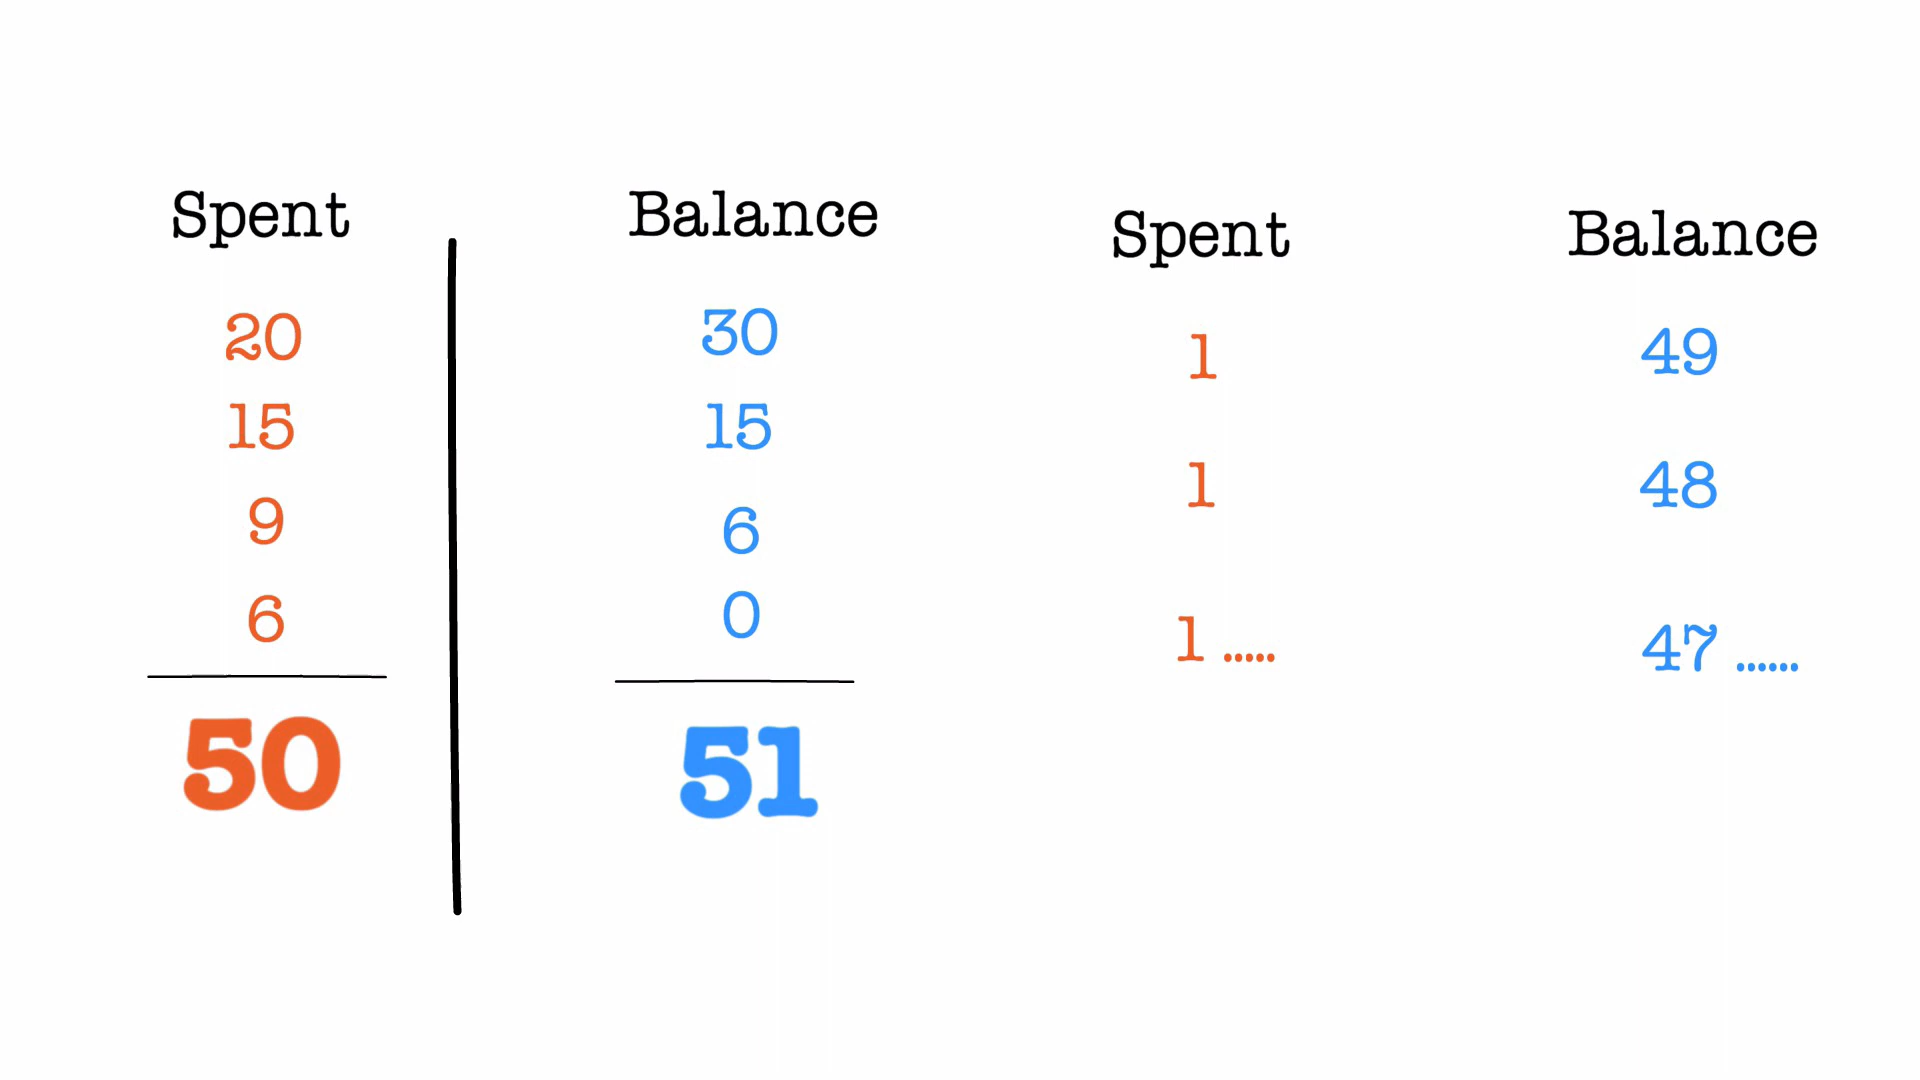 Spent Balance
20 30
15 15
9 6
6 0
50 51
Spent Balance
1 49
1 48
1 ..... 47 ......